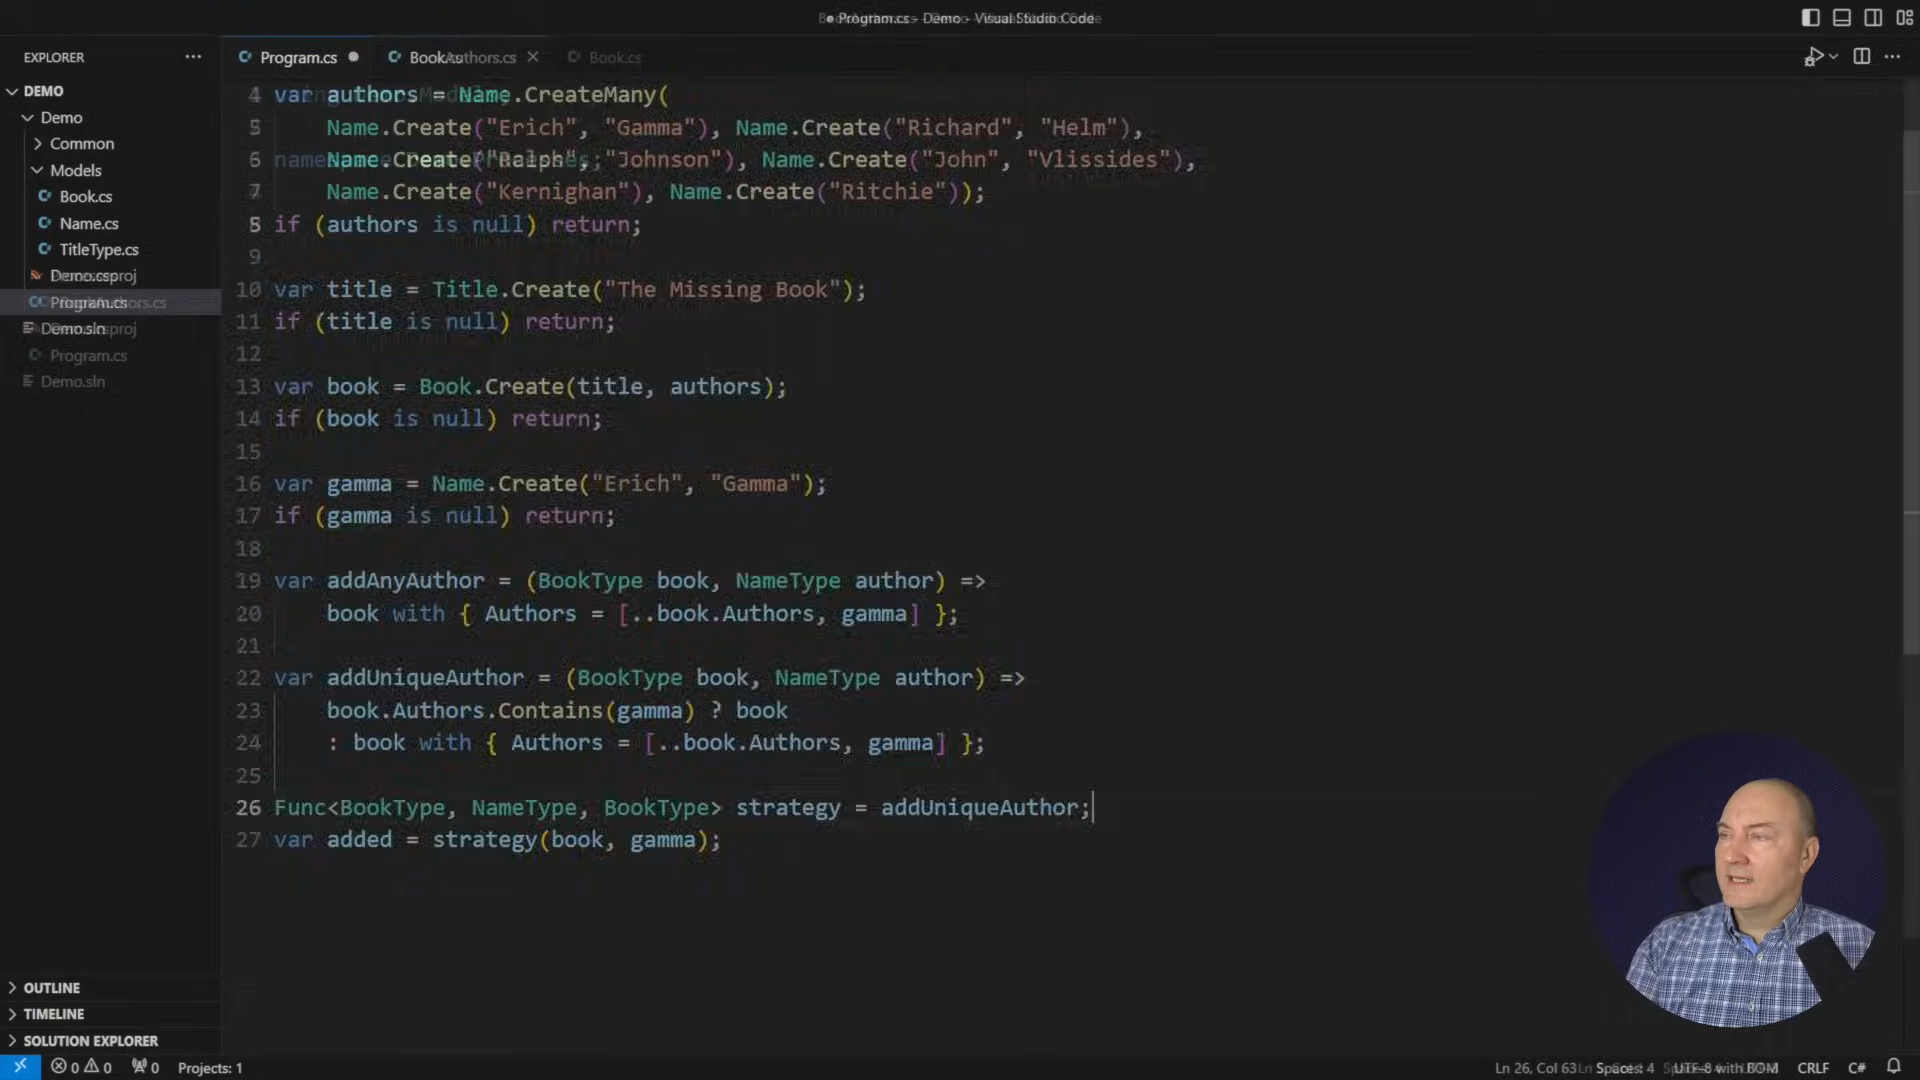 Program.cs - Demo - Visual Studio Code
EXPLORER
Program.cs
BookAuthors.cs
Book.cs
DEMO
Demo
Common
Models
Book.cs
Name.cs
TitleType.cs
Demo.csproj
Program.cs
Demo.sln
Program.cs
Demo.sln
4 var authors = Name.CreateMany(
5 Name.Create("Erich", "Gamma"), Name.Create("Richard", "Helm"),
6 Name.Create("Ralph", "Johnson"), Name.Create("John", "Vlissides"),
7 Name.Create("Kernighan"), Name.Create("Ritchie"));
if (authors is null) return;
9
10 var title = Title.Create("The Missing Book");
11 if (title is null) return;
12
13 var book = Book.Create(title, authors);
14 if (book is null) return;
15
16 var gamma = Name.Create("Erich", "Gamma");
17 if (gamma is null) return;
18
19 var addAnyAuthor = (BookType book, NameType author) =>
20 book with { Authors = [..book.Authors, gamma] };
21
22 var addUniqueAuthor = (BookType book, NameType author) =>
23 book.Authors.Contains(gamma) ? book
24 : book with { Authors = [..book.Authors, gamma] };
25
26 Func<BookType, NameType, BookType> strategy = addUniqueAuthor;
27 var added = strategy(book, gamma);
OUTLINE
TIMELINE
SOLUTION EXPLORER
0 0 0 Projects: 1
Ln 26, Col 63 Spaces: 4 UTF-8 with BOM CRLF C#